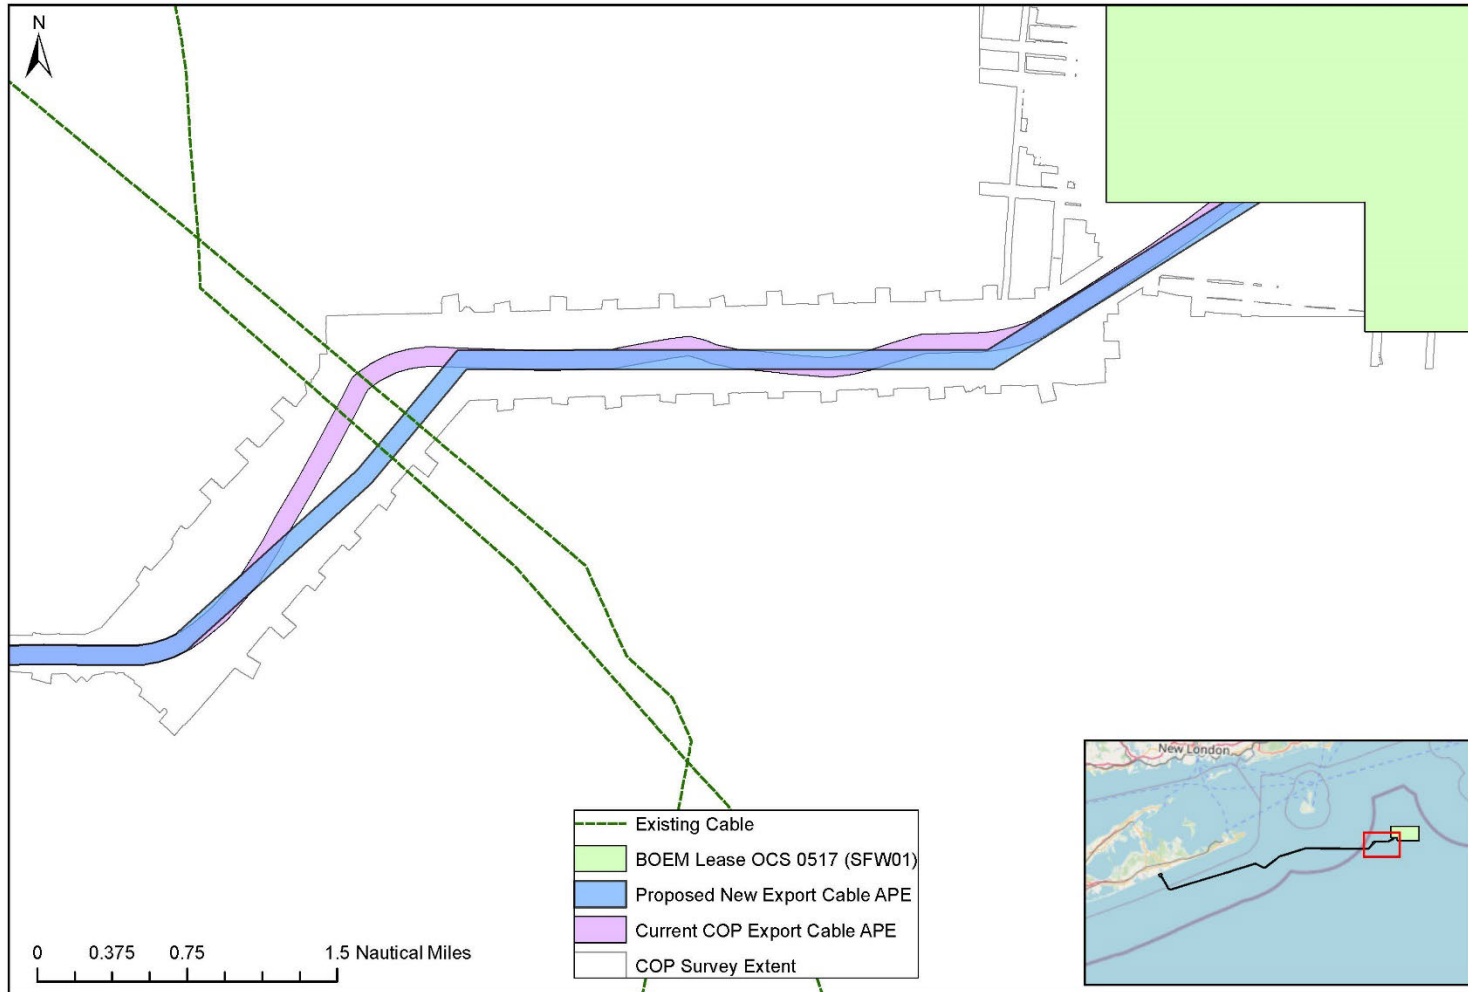 N
New London
Existing Cable
BOEM Lease OCS 0517 (SFW01)
Proposed New Export Cable APE
Current COP Export Cable APE
COP Survey Extent
0 0.375 0.75 1.5 Nautical Miles